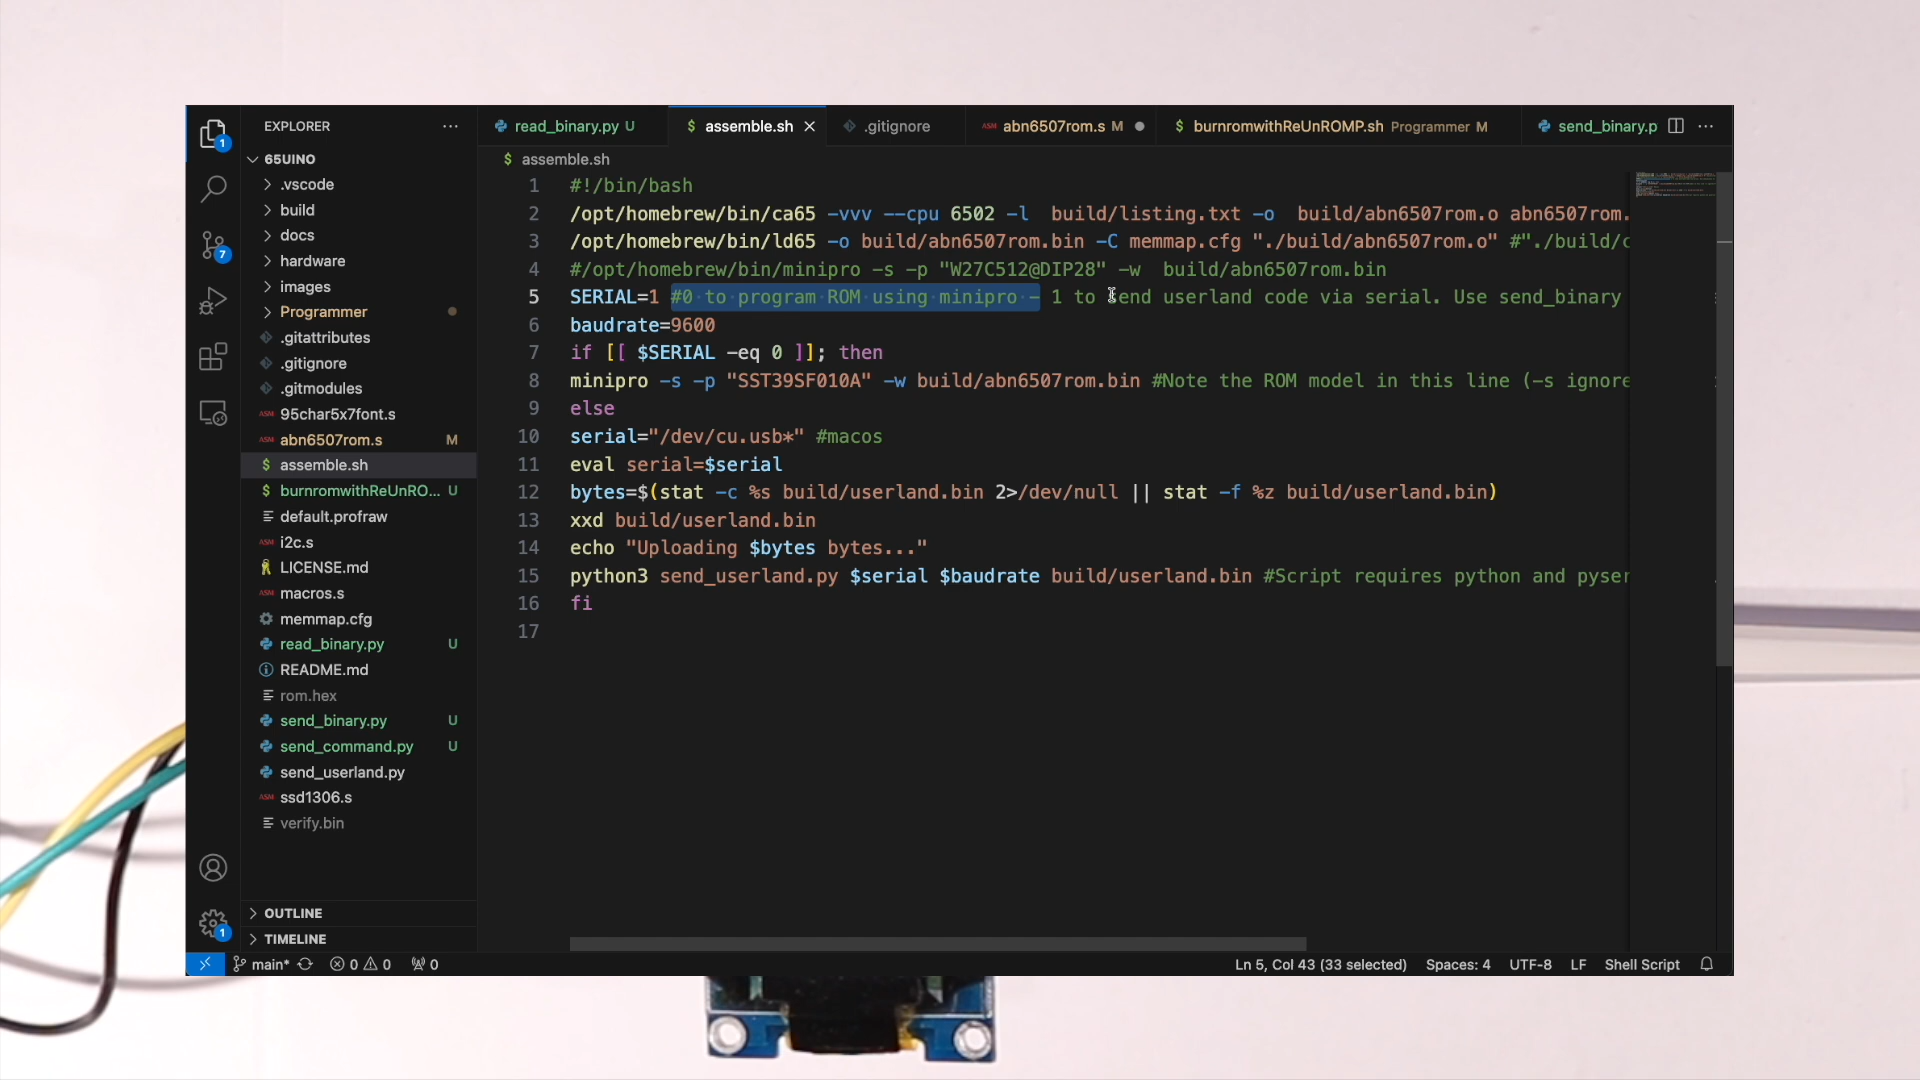 EXPLORER
65UINO
.vscode
build
docs
hardware
images
Programmer
.gitattributes
.gitignore
.gitmodules
95char5x7font.s
abn6507rom.s M
assemble.sh
burnromwithReUnRO... U
default.profraw
i2c.s
LICENSE.md
macros.s
memmap.cfg
read_binary.py U
README.md
rom.hex
send_binary.py U
send_command.py U
send_userland.py
ssd1306.s
verify.bin
OUTLINE
TIMELINE
read_binary.py U assemble.sh .gitignore abn6507rom.s M burnromwithReUnROMP.sh Programmer M send_binary.p
$ assemble.sh
1 #!/bin/bash
2 /opt/homebrew/bin/ca65 -vvv --cpu 6502 -l build/listing.txt -o build/abn6507rom.o abn6507rom.
3 /opt/homebrew/bin/ld65 -o build/abn6507rom.bin -C memmap.cfg "./build/abn6507rom.o" #"./build/c
4 #/opt/homebrew/bin/minipro -s -p "W27C512@DIP28" -w build/abn6507rom.bin
5 SERIAL=1 #0 to program ROM using minipro - 1 to send userland code via serial. Use send_binary
6 baudrate=9600
7 if [[ $SERIAL -eq 0 ]]; then
8 minipro -s -p "SST39SF010A" -w build/abn6507rom.bin #Note the ROM model in this line (-s ignore
9 else
10 serial="/dev/cu.usb*" #macos
11 eval serial=$serial
12 bytes=$(stat -c %s build/userland.bin 2>/dev/null || stat -f %z build/userland.bin)
13 xxd build/userland.bin
14 echo "Uploading $bytes bytes..."
15 python3 send_userland.py $serial $baudrate build/userland.bin #Script requires python and pyser
16 fi
17
main* 0 0 0
Ln 5, Col 43 (33 selected) Spaces: 4 UTF-8 LF Shell Script